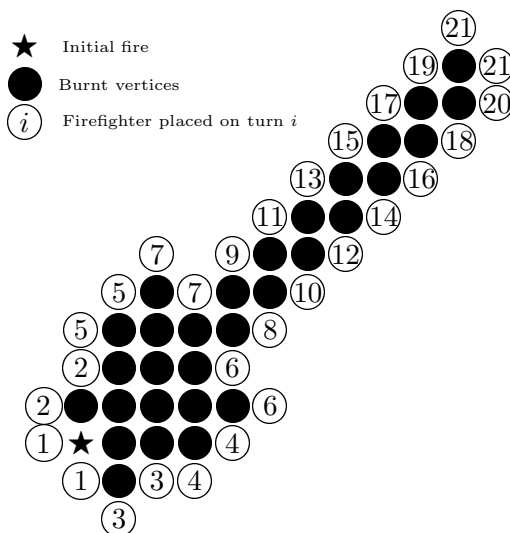 21
Initial fire
19 21
Burnt vertices
17 20
i Firefighter placed on turn i
15 18
13 16
11 14
7 9 12
5 7 10
5 8
2 6
2 6
1 4
1 3 4
3